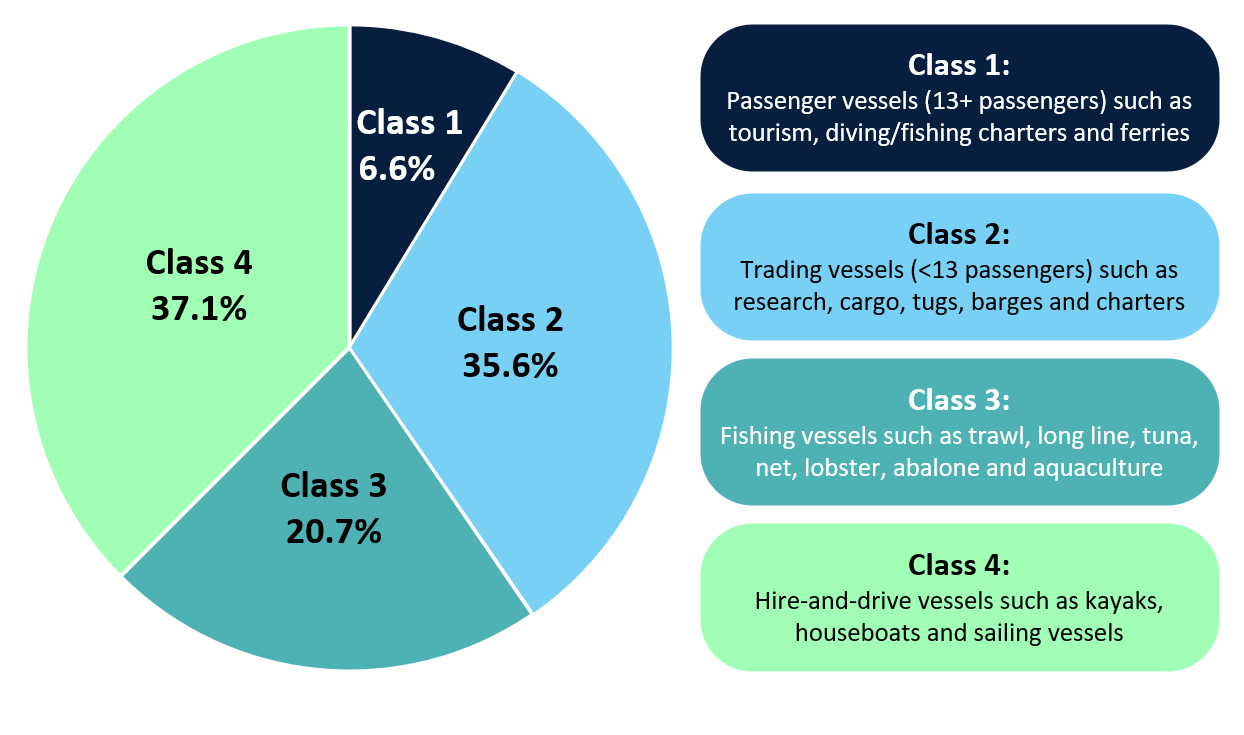 Class 1
6.6%
Class 2
35.6%
Class 3
20.7%
Class 4
37.1%
Class 1:
Passenger vessels (13+ passengers) such as
tourism, diving/fishing charters and ferries
Class 2:
Trading vessels (<13 passengers) such as
research, cargo, tugs, barges and charters
Class 3:
Fishing vessels such as trawl, long line, tuna,
net, lobster, abalone and aquaculture
Class 4:
Hire-and-drive vessels such as kayaks,
houseboats and sailing vessels